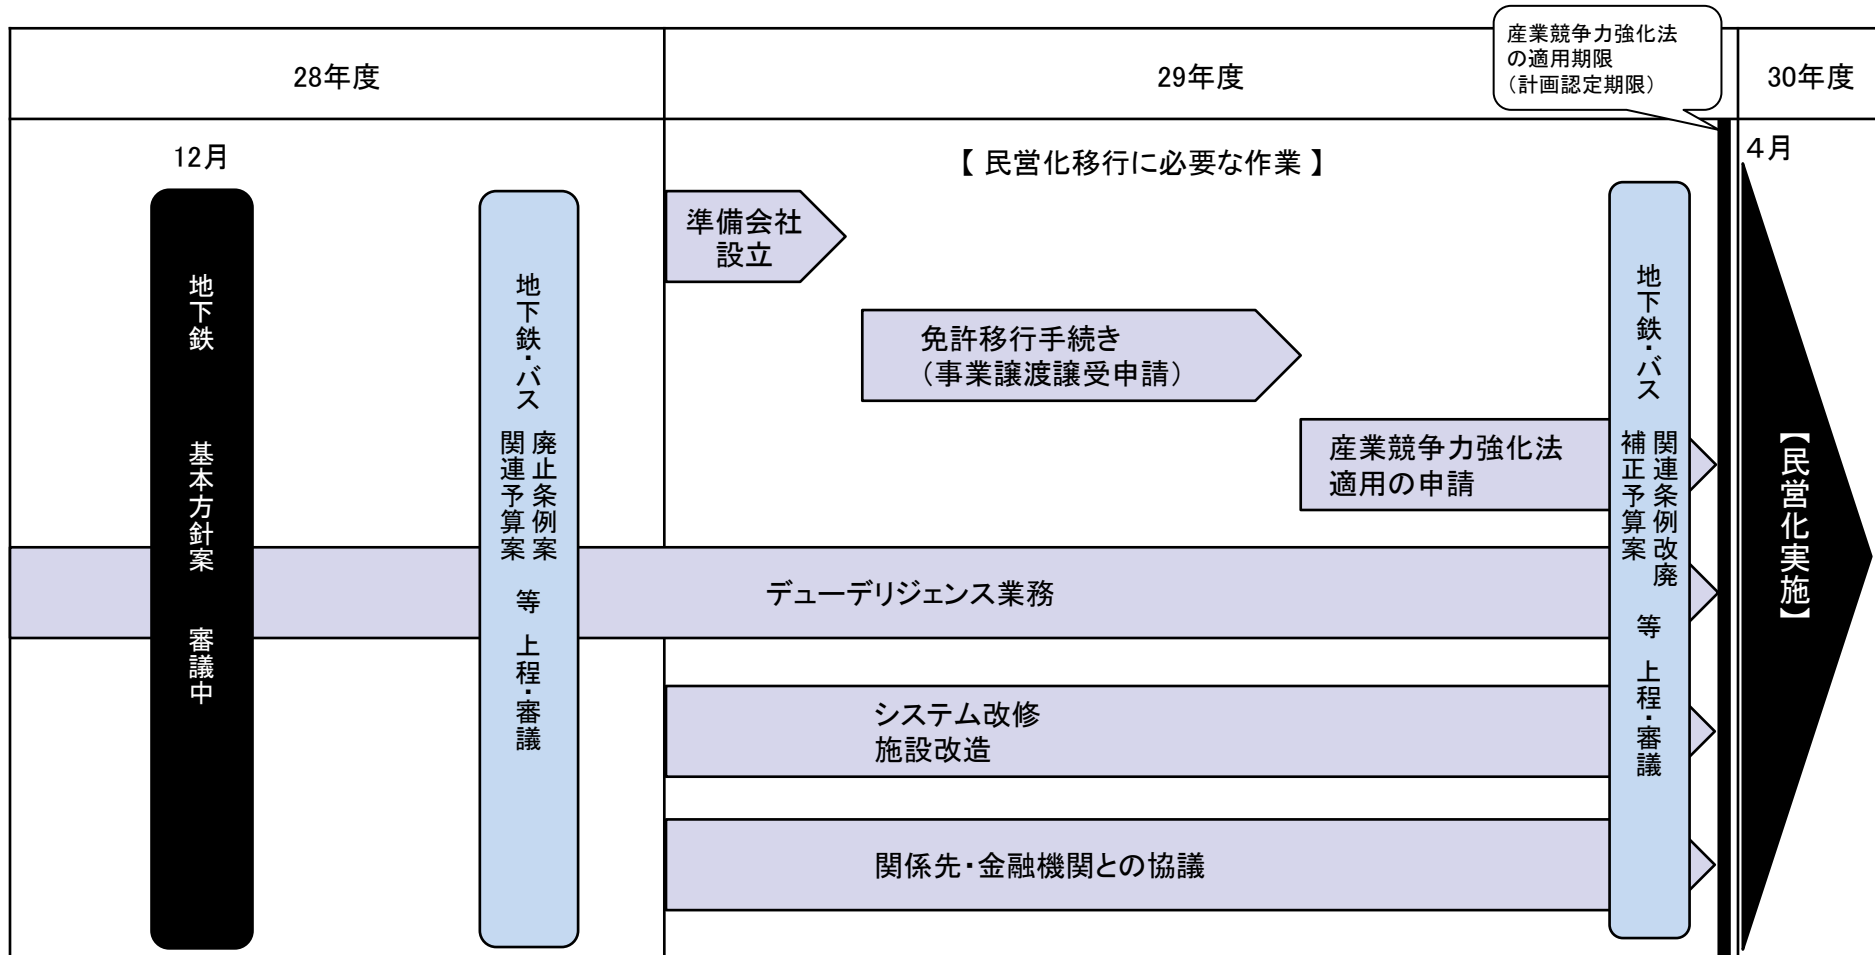 産業競争力強化法
の適用期限
（計画認定期限）
28年度
29年度
30年度
12月
【 民営化移行に必要な作業 】
４月
地下鉄　基本方針案　審議中
地下鉄・バス
廃止条例案
関連予算案
等　上程・審議
準備会社
設立
免許移行手続き
（事業譲渡譲受申請）
産業競争力強化法
適用の申請
デューデリジェンス業務
システム改修
施設改造
関係先・金融機関との協議
地下鉄・バス
関連条例改廃
補正予算案
等　上程・審議
【民営化実施】